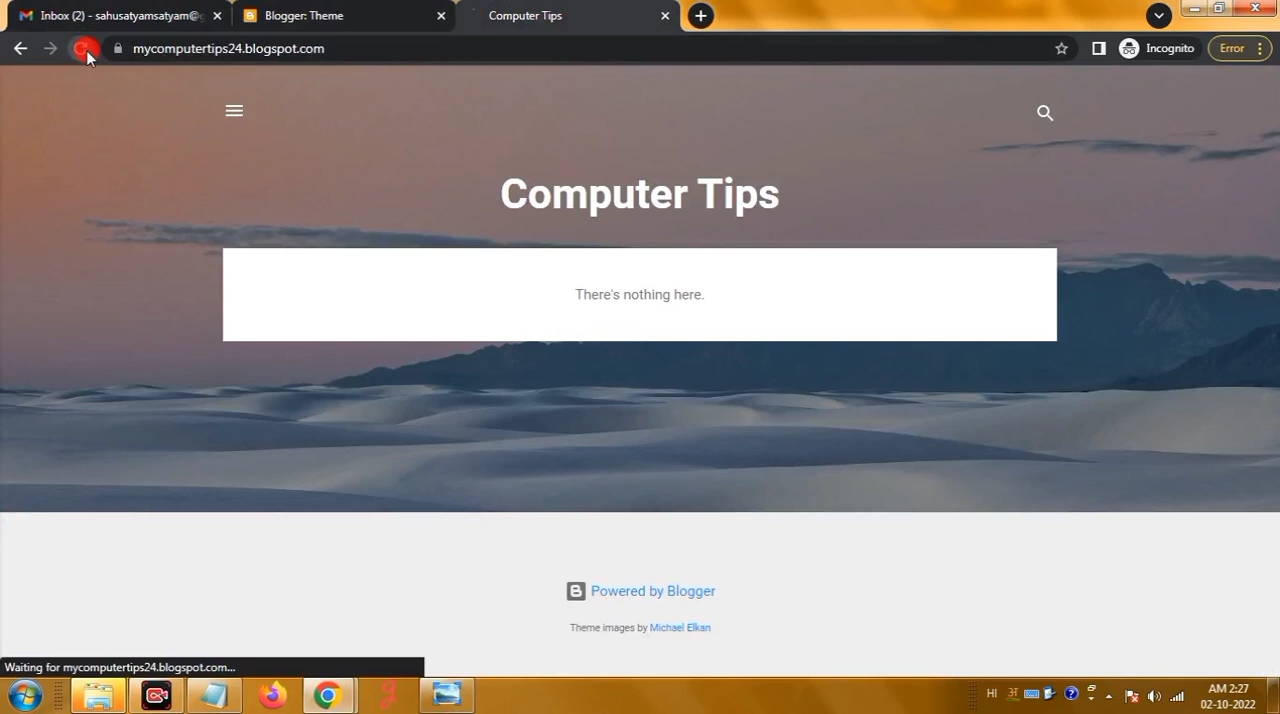 Inbox (2) - sahusatyamsatyam@g
Blogger: Theme
Computer Tips
mycomputertips24.blogspot.com
Incognito
Error
Computer Tips
There's nothing here.
Powered by Blogger
Theme images by Michael Elkan
Waiting for mycomputertips24.blogspot.com...
HI
AM 2:27
02-10-2022